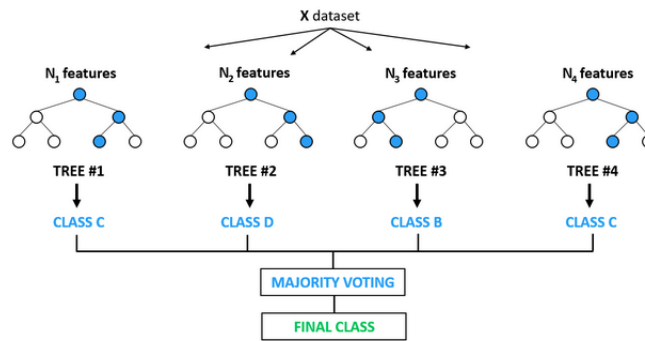 X dataset
N₁ features N₂ features N₃ features N₄ features
TREE #1 TREE #2 TREE #3 TREE #4
CLASS C CLASS D CLASS B CLASS C
MAJORITY VOTING
FINAL CLASS